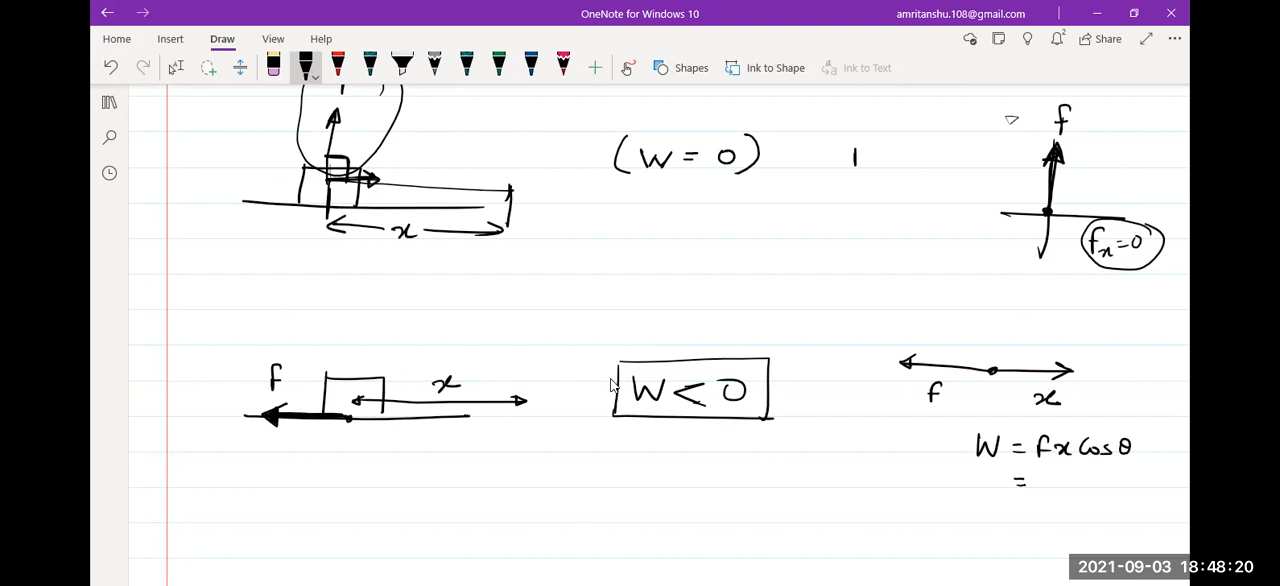 OneNote for Windows 10
amritanshu.108@gmail.com
Home Insert Draw View Help
Share
Shapes
Ink to Shape
Ink to Text
f
(W = 0)
x
fx=0
f
x
W < 0
f
x
W = fx cosθ
=
2021-09-03 18:48:20